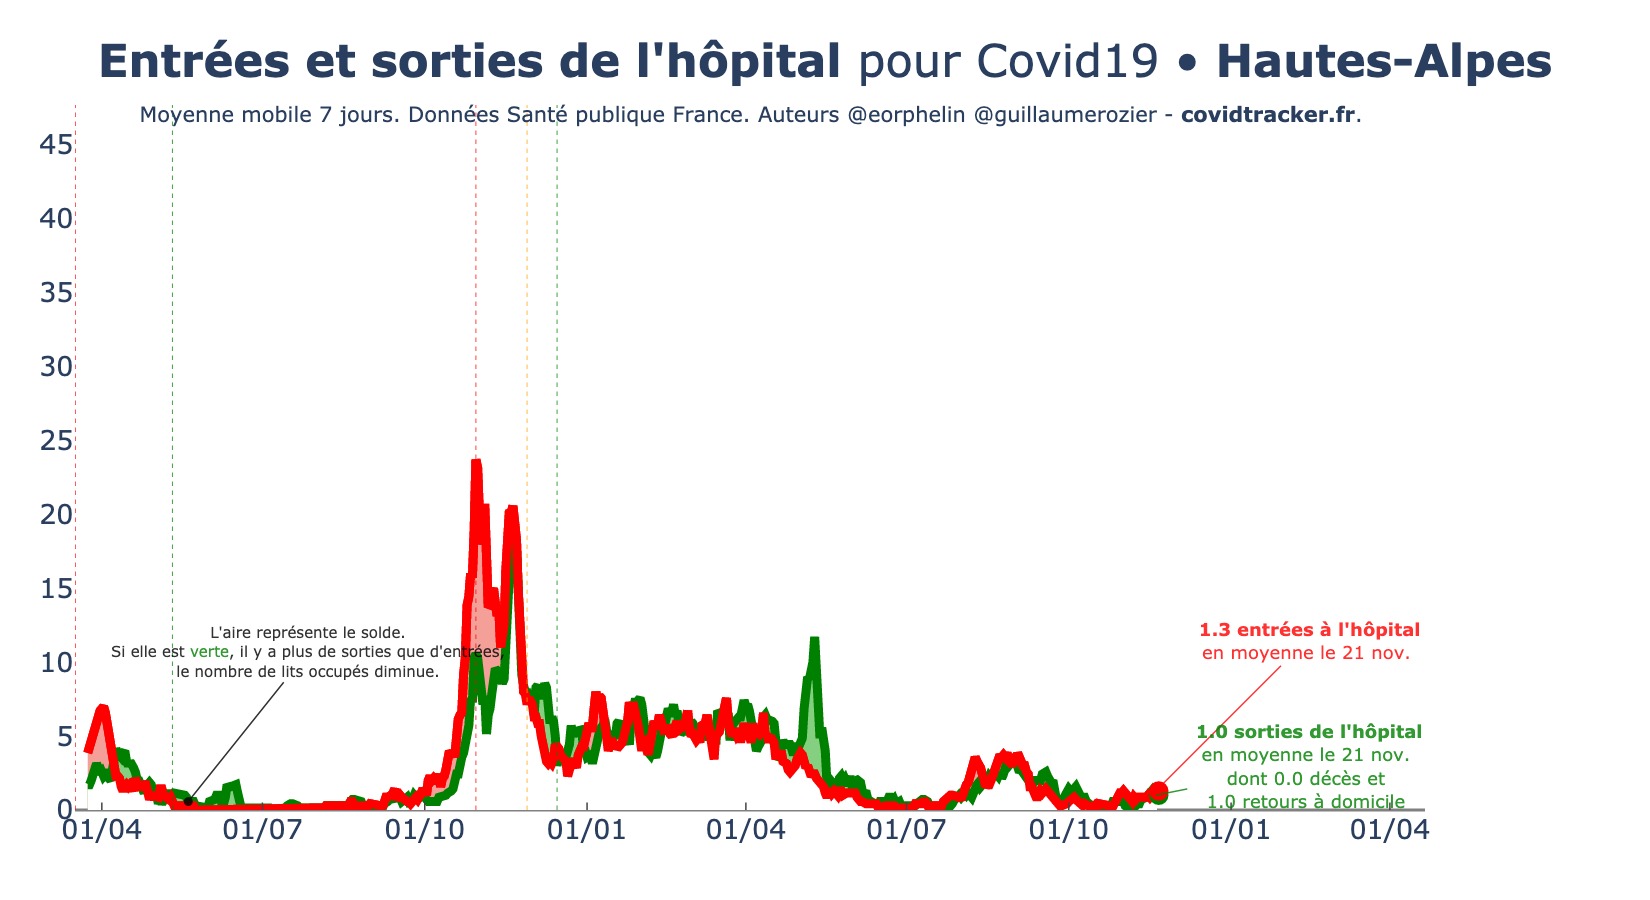 Entrées et sorties de l'hôpital pour Covid19 • Hautes-Alpes
Moyenne mobile 7 jours. Données Santé publique France. Auteurs @eorphelin @guillaumerozier - covidtracker.fr.
45
40
35
30
25
20
15
10
5
0
L'aire représente le solde.
Si elle est verte, il y a plus de sorties que d'entrées,
le nombre de lits occupés diminue.
1.3 entrées à l'hôpital
en moyenne le 21 nov.
1.0 sorties de l'hôpital
en moyenne le 21 nov.
dont 0.0 décès et
1.0 retours à domicile
01/04 01/07 01/10 01/01 01/04 01/07 01/10 01/01 01/04